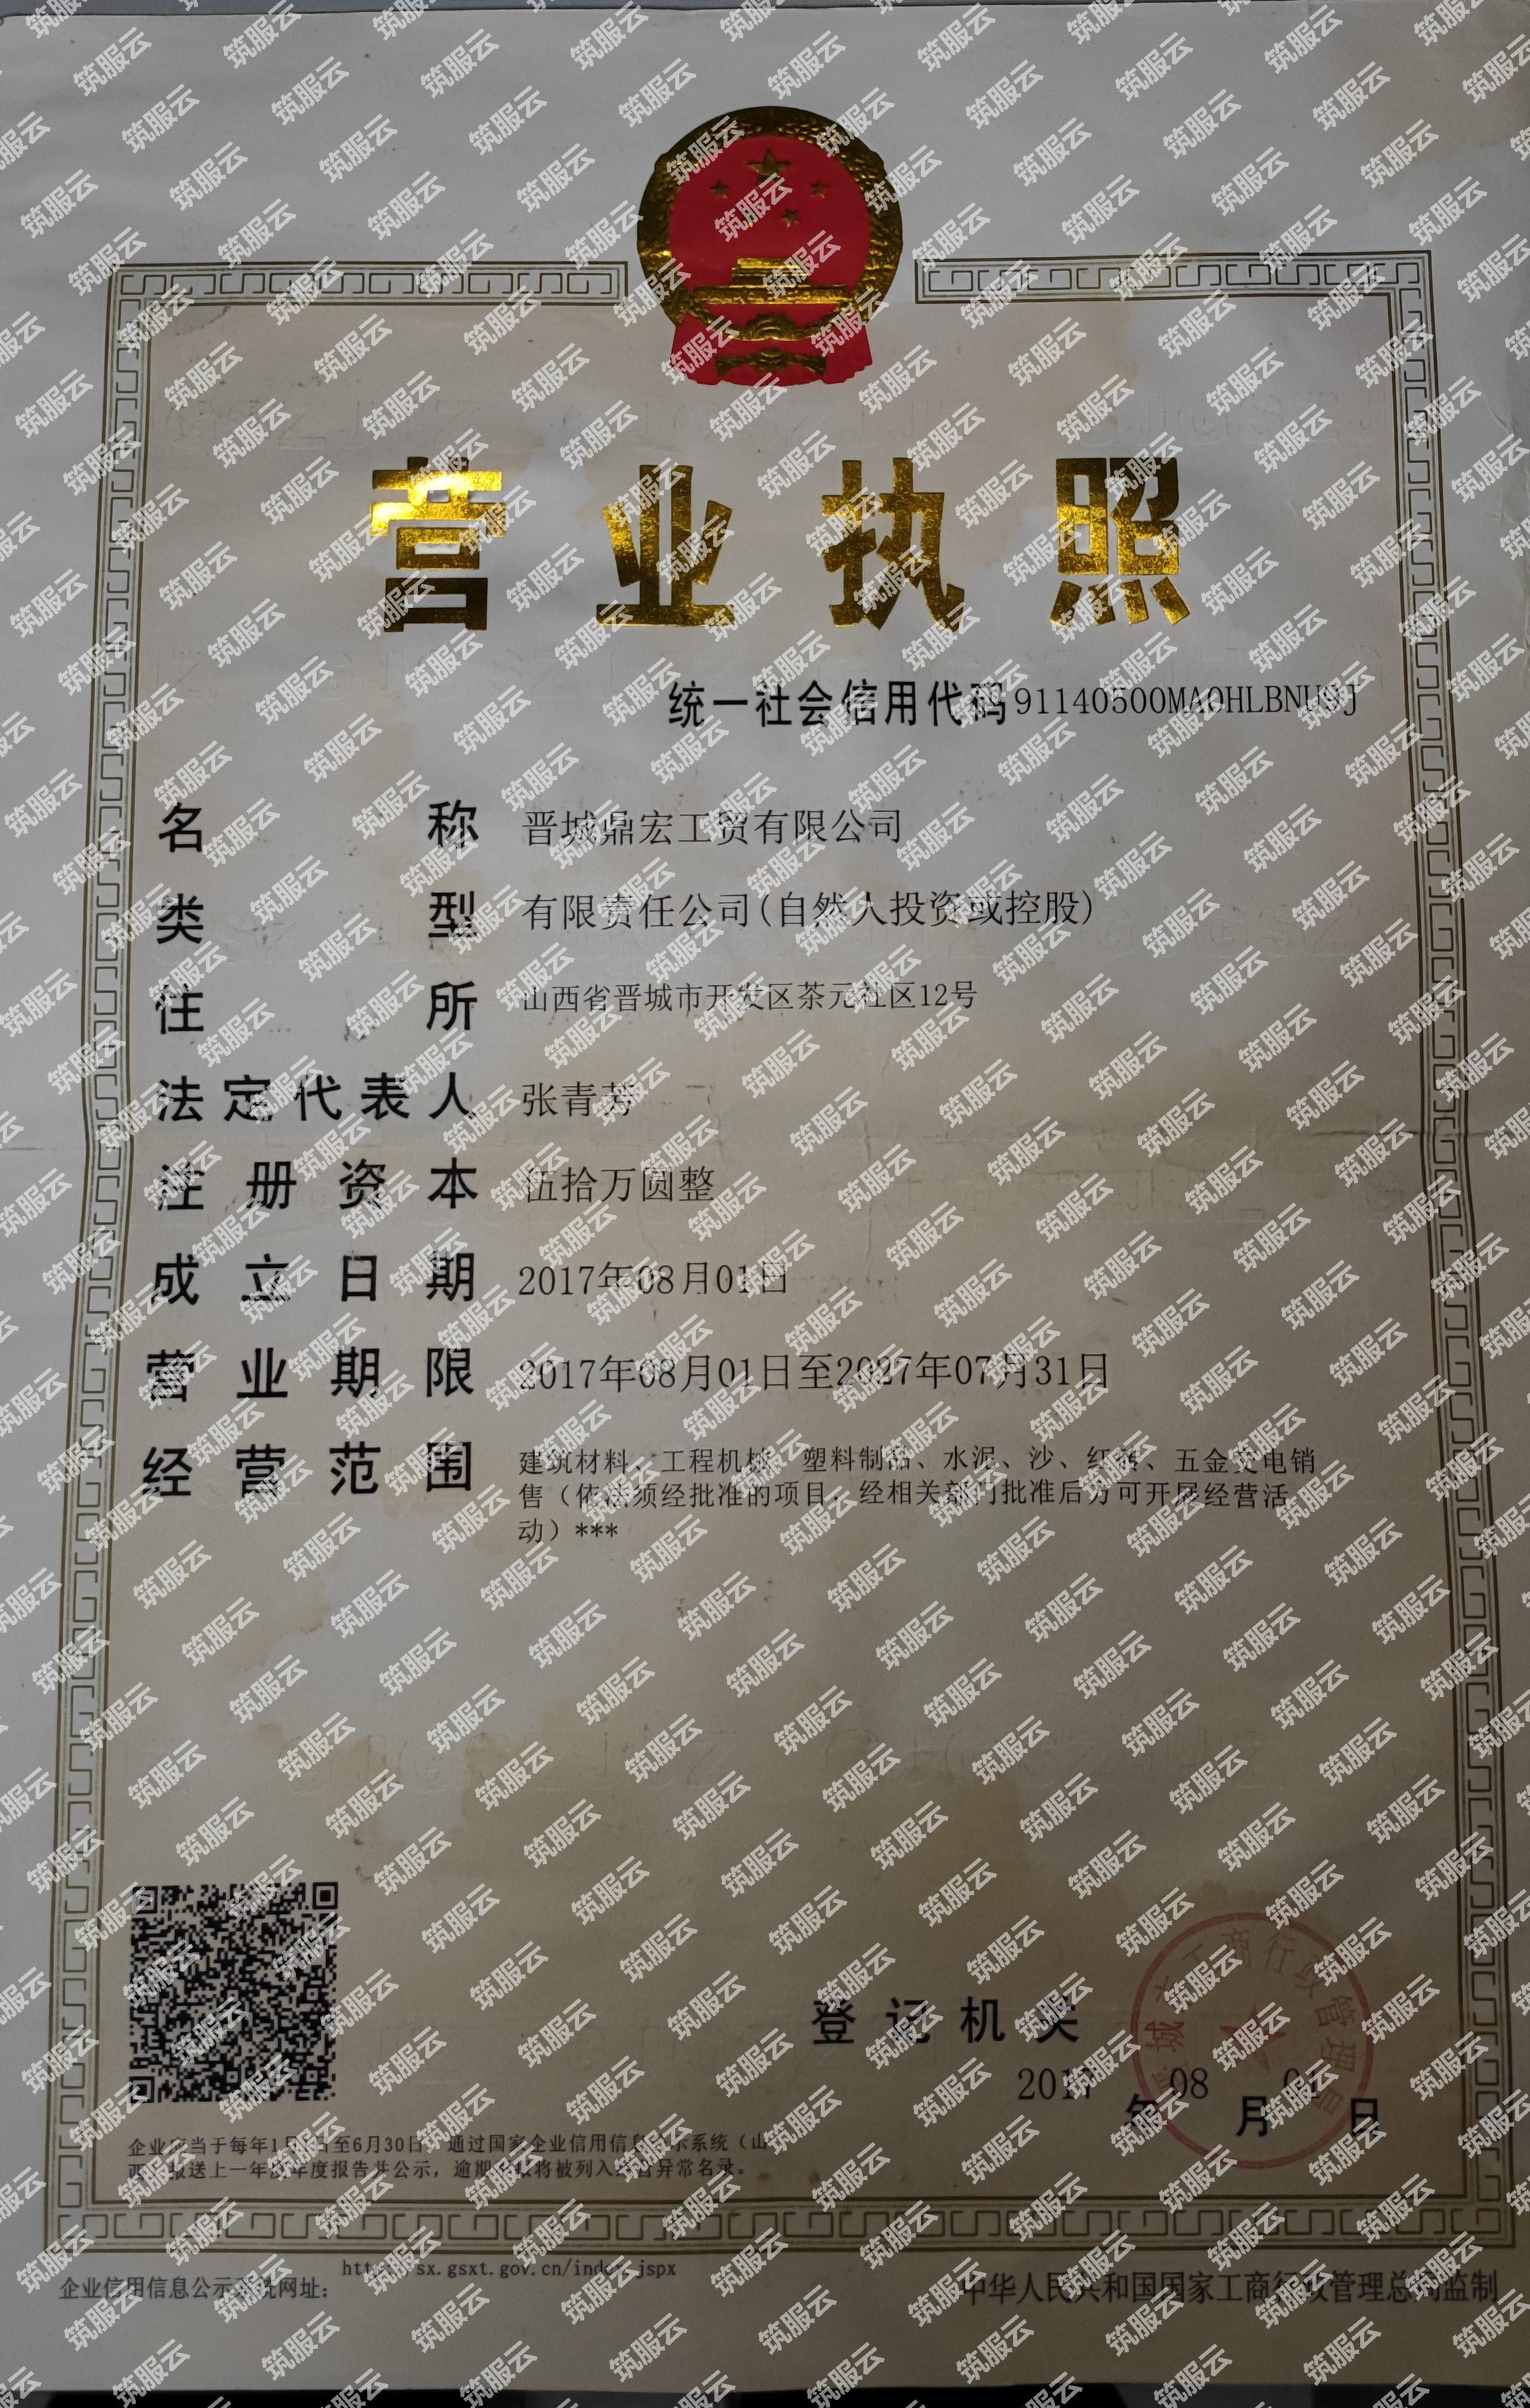 营业执照
统一社会信用代码91140500MA0HLBNU9J
名称 晋城鼎宏工贸有限公司
类型 有限责任公司(自然人投资或控股)
住所 山西省晋城市开发区茶元社区12号
法定代表人 张青芳
注册资本 伍拾万圆整
成立日期 2017年08月01日
营业期限 2017年08月01日至2027年07月31日
经营范围 建筑材料、工程机械、塑料制品、水泥、沙、红砖、五金交电销
售（依法须经批准的项目，经相关部门批准后方可开展经营活
动）***
登记机关
2017年08月01日
企业应当于每年1月1日至6月30日，通过国家企业信用信息公示系统（山
西）报送上一年度年度报告并公示，逾期 将被列入经营异常名录。
http://sx.gsxt.gov.cn/index.jspx
企业信用信息公示系统网址：
中华人民共和国国家工商行政管理总局监制
筑服云